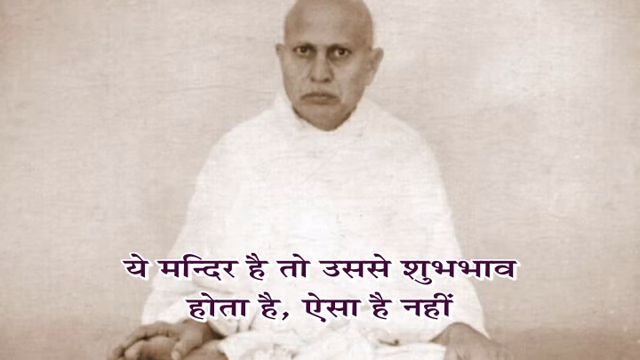 ये मन्दिर है तो उससे शुभभाव
होता है, ऐसा है नहीं